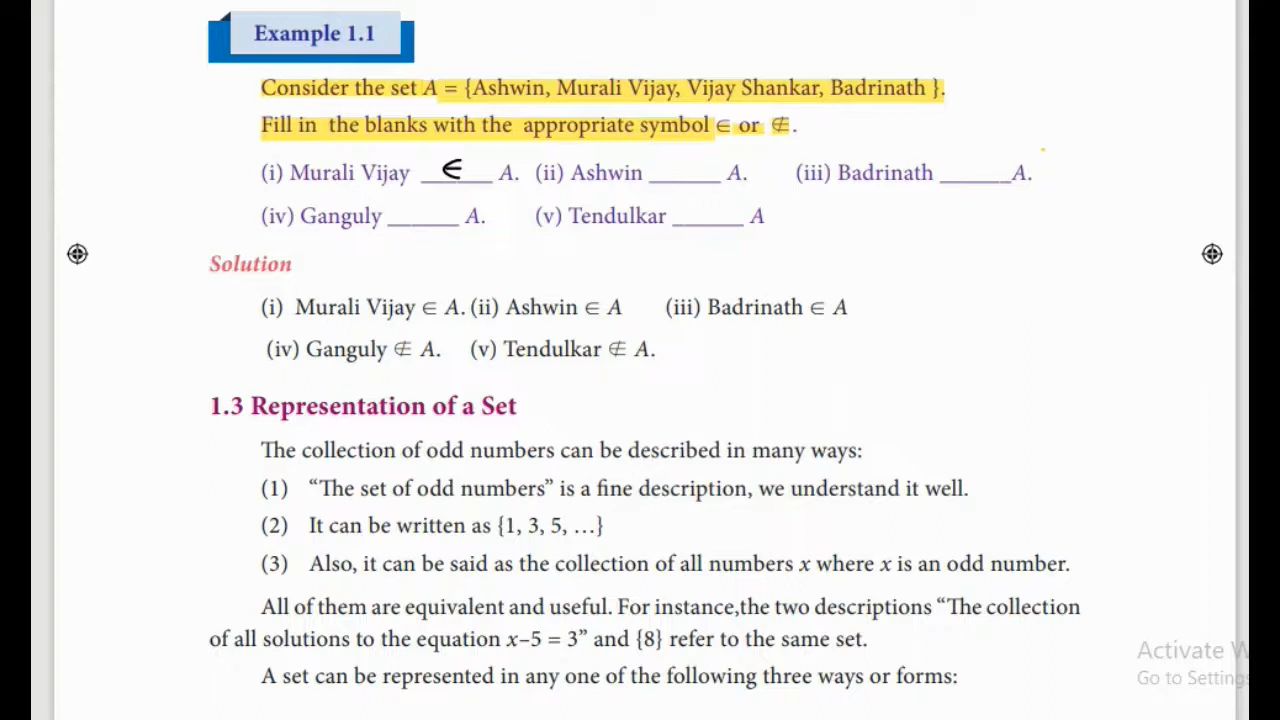 Example 1.1
Consider the set A = {Ashwin, Murali Vijay, Vijay Shankar, Badrinath }.
Fill in the blanks with the appropriate symbol ∈ or ∉.
(i) Murali Vijay __∈__ A. (ii) Ashwin ______ A. (iii) Badrinath ______A.
(iv) Ganguly ______ A. (v) Tendulkar ______ A
Solution
(i) Murali Vijay ∈ A. (ii) Ashwin ∈ A (iii) Badrinath ∈ A
(iv) Ganguly ∉ A. (v) Tendulkar ∉ A.
1.3 Representation of a Set
The collection of odd numbers can be described in many ways:
(1) “The set of odd numbers” is a fine description, we understand it well.
(2) It can be written as {1, 3, 5, …}
(3) Also, it can be said as the collection of all numbers x where x is an odd number.
All of them are equivalent and useful. For instance,the two descriptions “The collection
of all solutions to the equation x–5 = 3” and {8} refer to the same set.
A set can be represented in any one of the following three ways or forms:
Activate W
Go to Settings